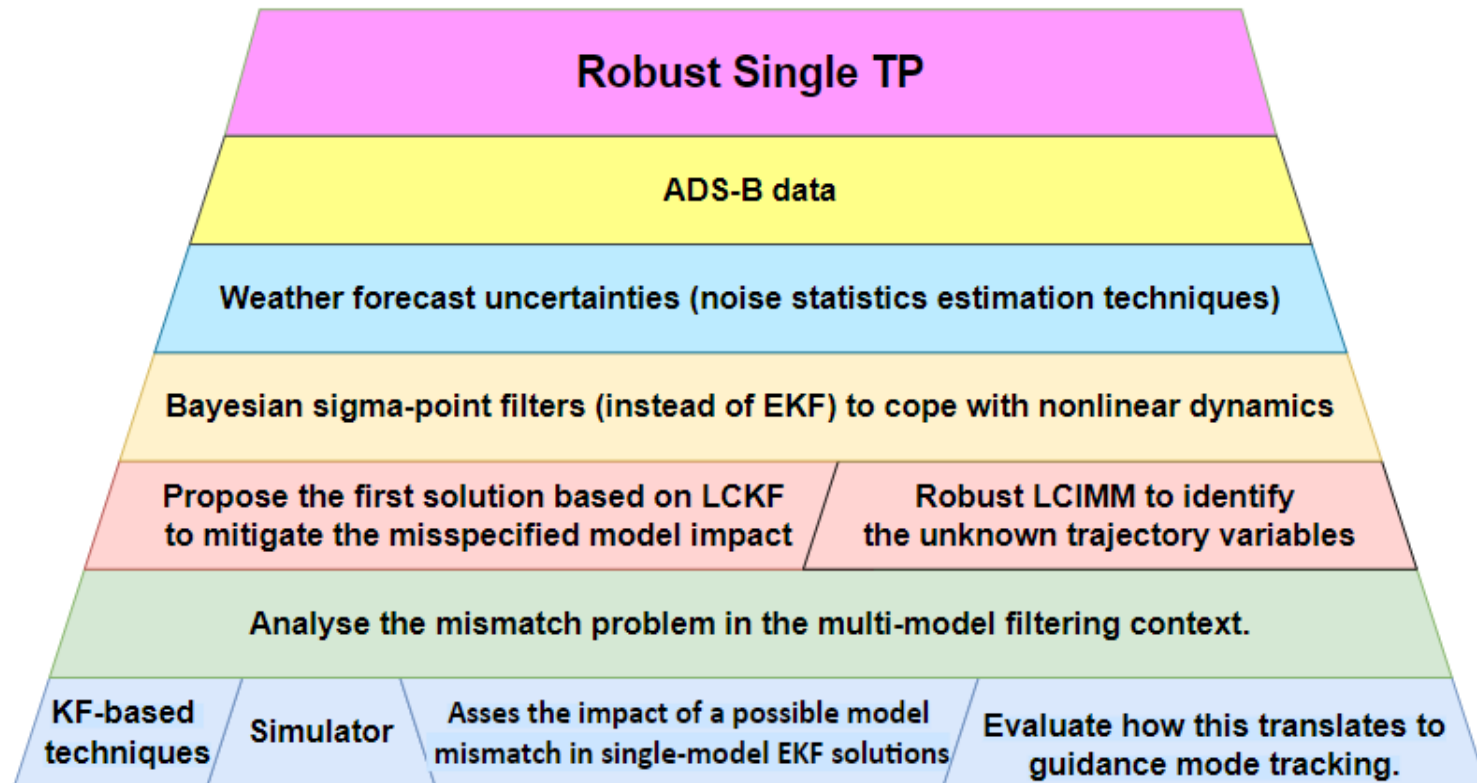 Robust Single TP
ADS-B data
Weather forecast uncertainties (noise statistics estimation techniques)
Bayesian sigma-point filters (instead of EKF) to cope with nonlinear dynamics
Propose the first solution based on LCKF
to mitigate the misspecified model impact
Robust LCIMM to identify
the unknown trajectory variables
Analyse the mismatch problem in the multi-model filtering context.
KF-based
techniques
Simulator
Asses the impact of a possible model
mismatch in single-model EKF solutions
Evaluate how this translates to
guidance mode tracking.